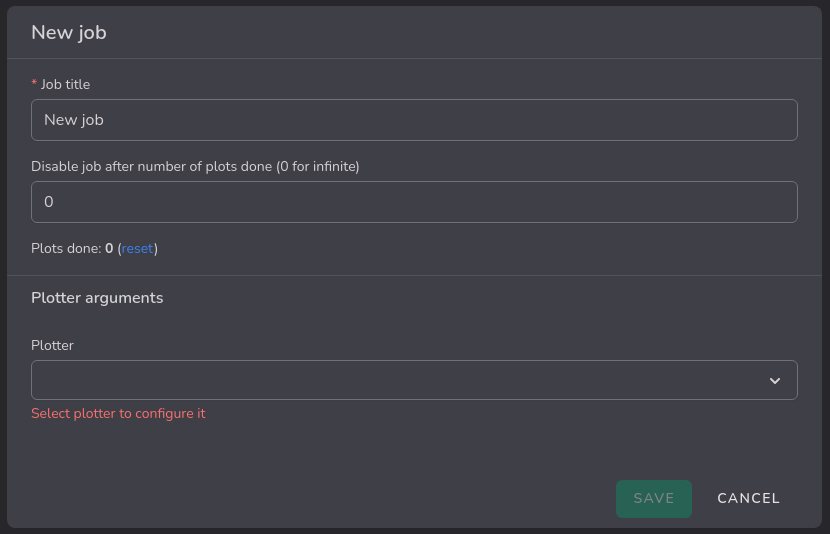 New job
* Job title
New job
Disable job after number of plots done (0 for infinite)
0
Plots done: 0 (reset)
Plotter arguments
Plotter
Select plotter to configure it
SAVE CANCEL